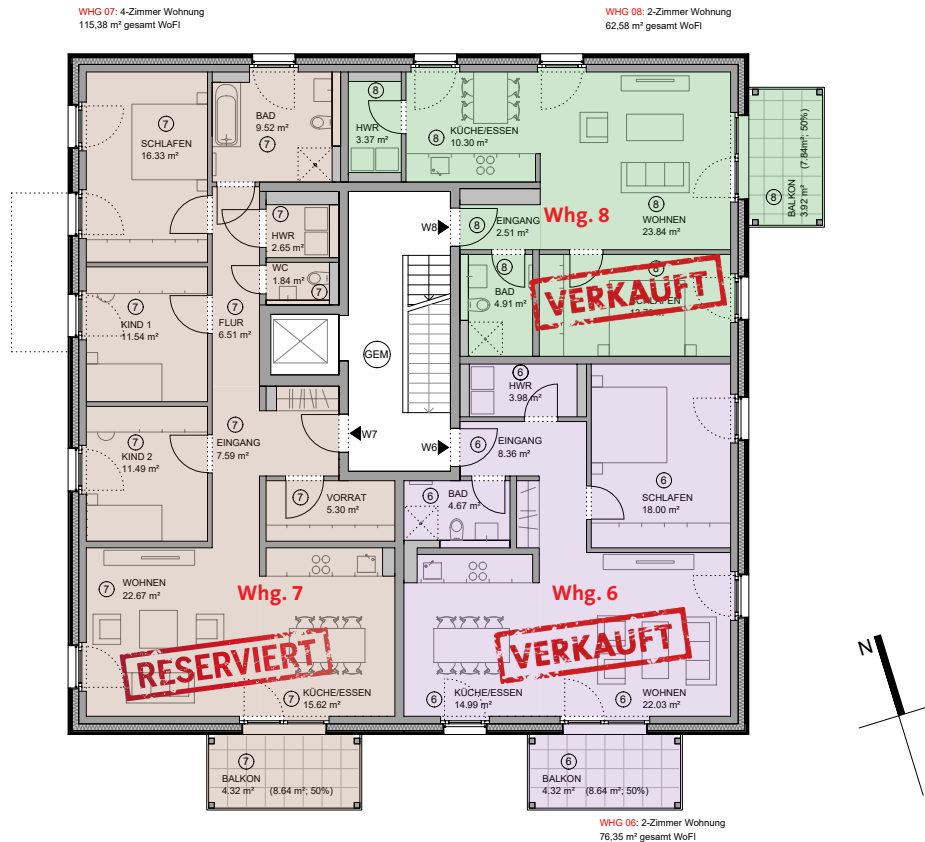 WHG 07: 4-Zimmer Wohnung
115,38 m² gesamt WoFl
WHG 08: 2-Zimmer Wohnung
62,58 m² gesamt WoFl
7
SCHLAFEN
16.33 m²
BAD
9.52 m²
7
8
HWR
3.37 m²
8
KÜCHE/ESSEN
10.30 m²
8
WOHNEN
23.84 m²
8
BALKON
3.92 m²
(7.84m²; 50%)
Whg. 8
W8
8
EINGANG
2.51 m²
7
HWR
2.65 m²
WC
1.84 m²
7
8
BAD
4.91 m²
8
SCHLAFEN
VERKAUFT
7
KIND 1
11.54 m²
7
FLUR
6.51 m²
GEM
6
HWR
3.98 m²
7
KIND 2
11.49 m²
7
EINGANG
7.59 m²
W7
W6
6
EINGANG
8.36 m²
6
SCHLAFEN
18.00 m²
7
VORRAT
5.30 m²
6
BAD
4.67 m²
7
WOHNEN
22.67 m²
Whg. 7
RESERVIERT
7
KÜCHE/ESSEN
15.62 m²
Whg. 6
VERKAUFT
6
KÜCHE/ESSEN
14.99 m²
6
WOHNEN
22.03 m²
N
7
BALKON
4.32 m²
(8.64 m²; 50%)
6
BALKON
4.32 m²
(8.64 m²; 50%)
WHG 06: 2-Zimmer Wohnung
76,35 m² gesamt WoFl